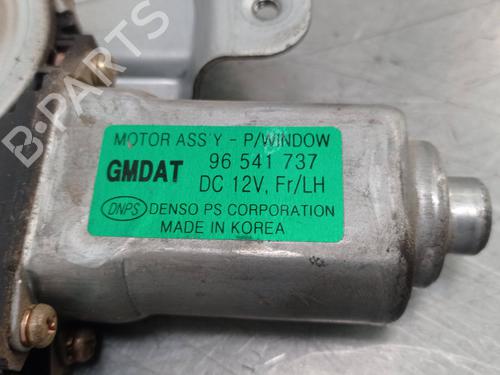 MOTOR ASS'Y - P/WINDOW
GMDAT 96 541 737
DC 12V, Fr/LH
DNPS DENSO PS CORPORATION
MADE IN KOREA
B-PARTS